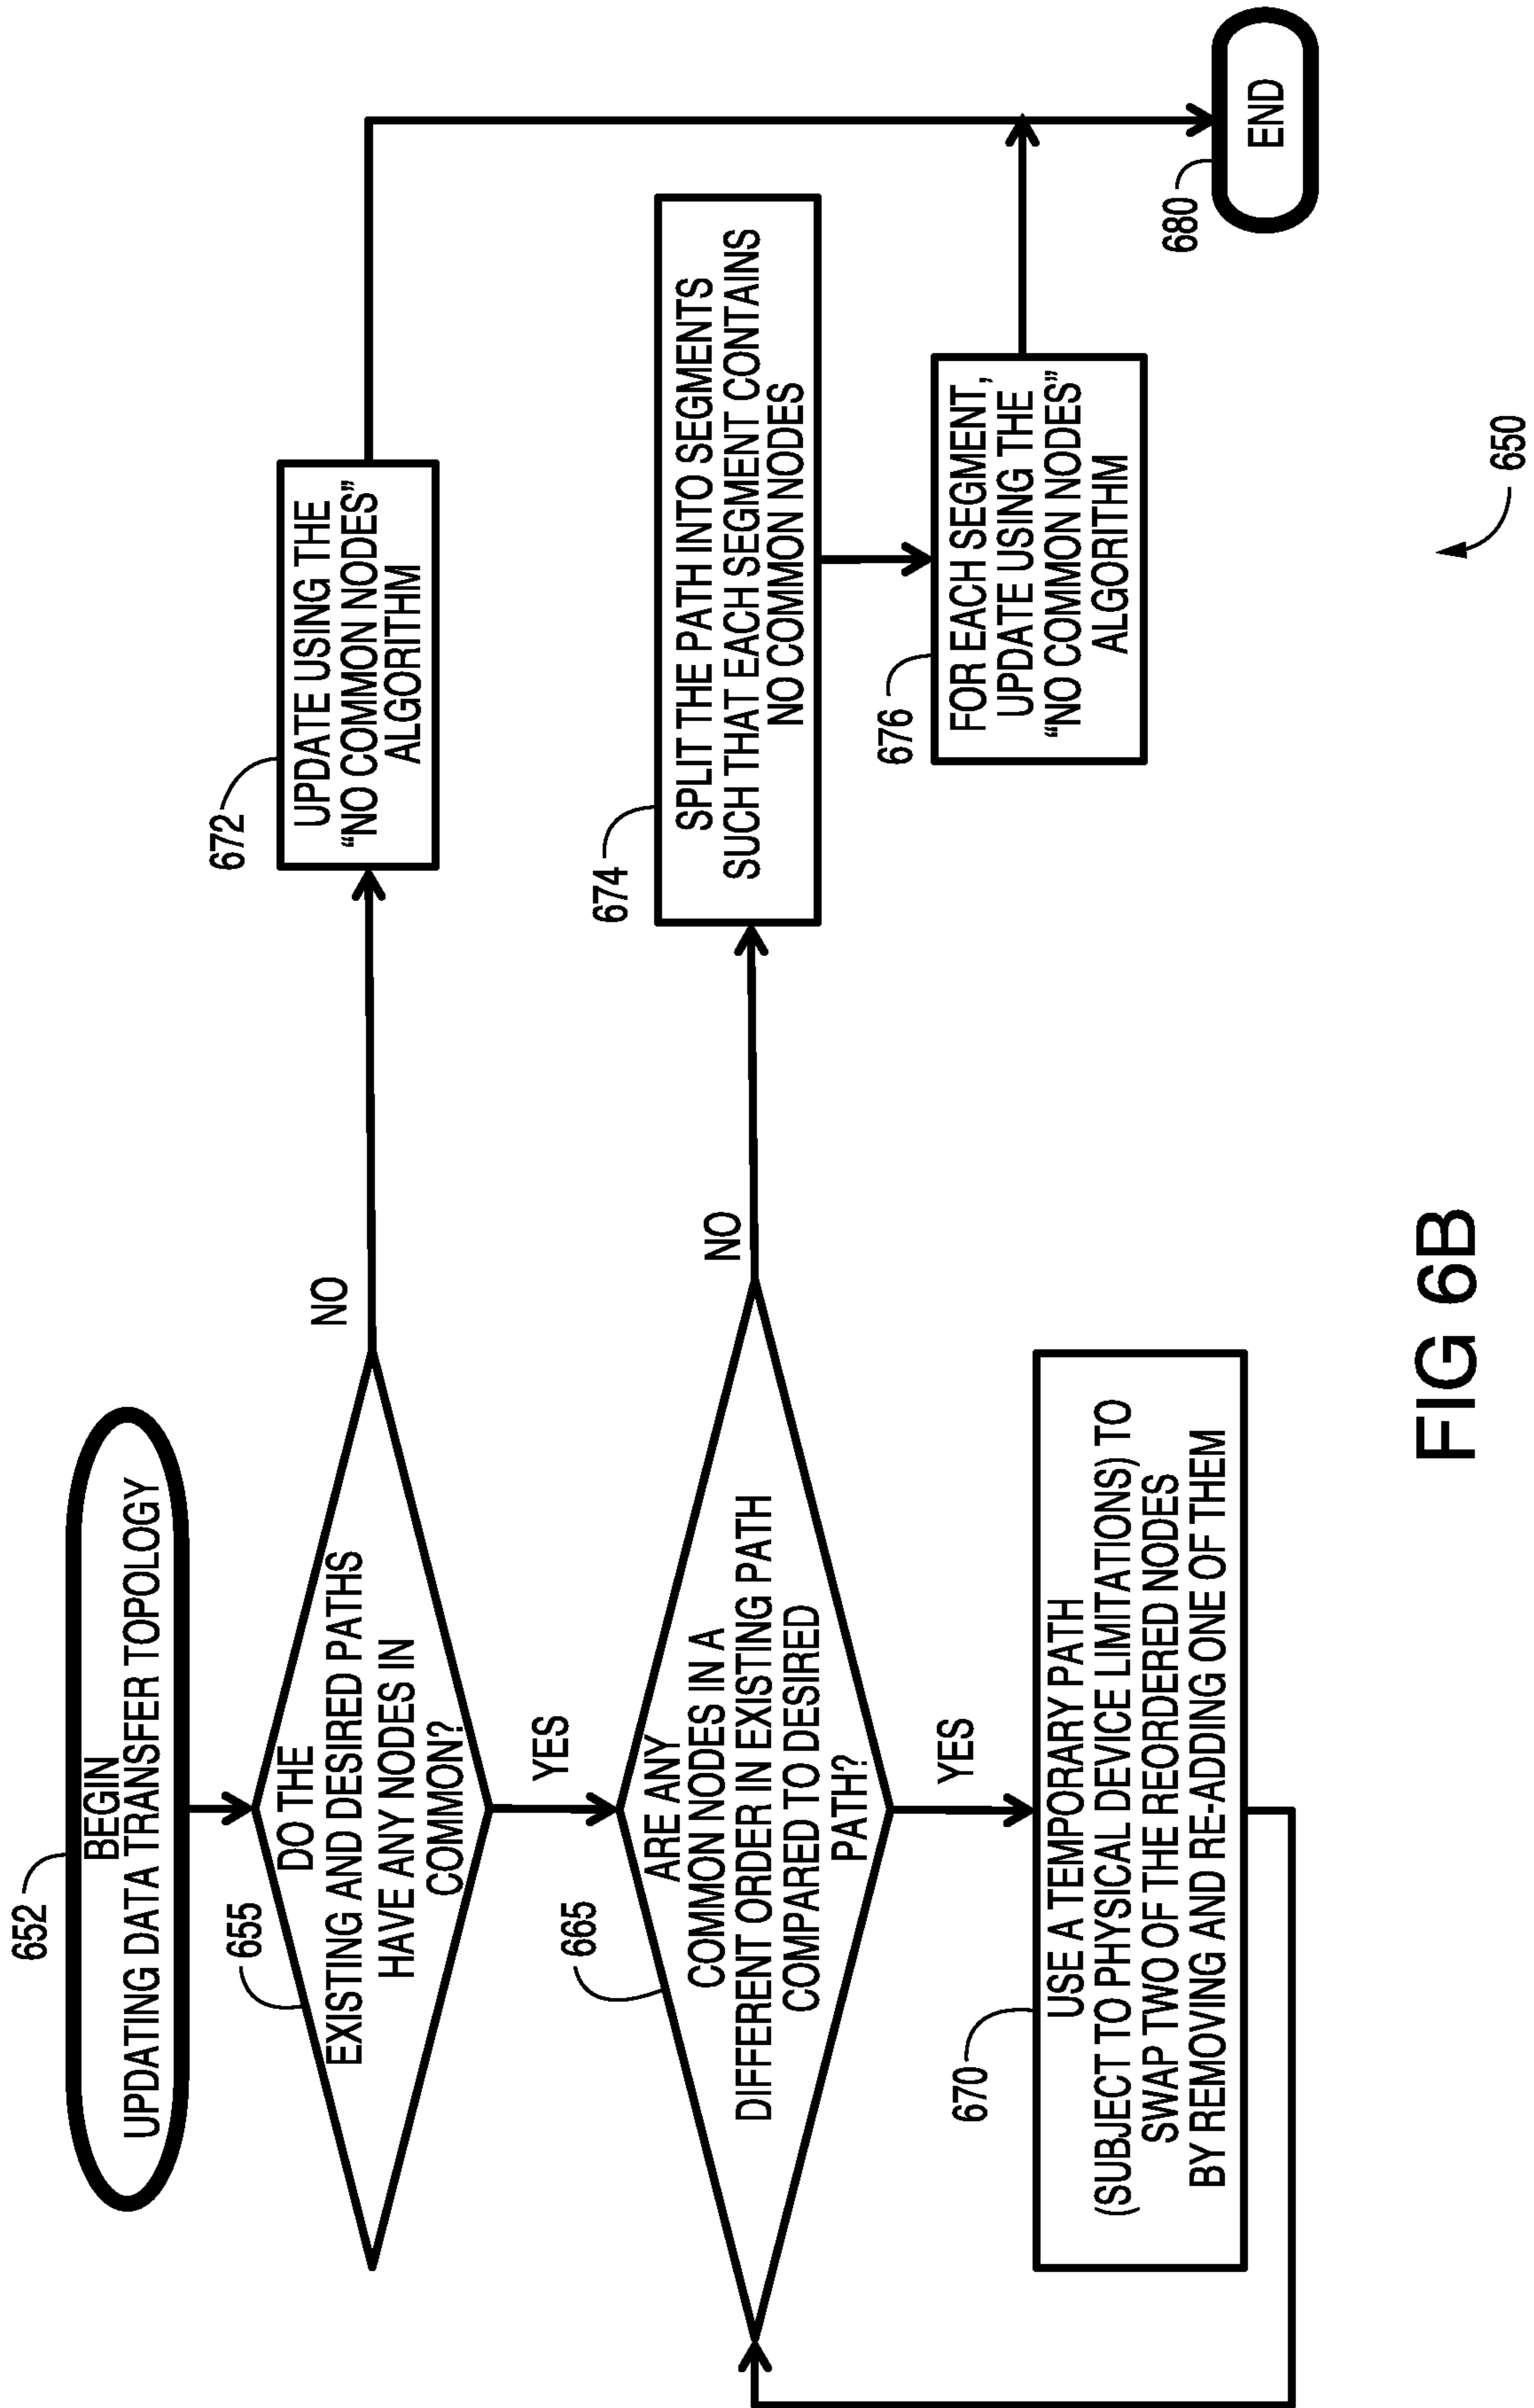 652
BEGIN
UPDATING DATA TRANSFER TOPOLOGY
655
DO THE
EXISTING AND DESIRED PATHS
HAVE ANY NODES IN
COMMON?
NO
672
UPDATE USING THE
“NO COMMON NODES”
ALGORITHM
YES
665
ARE ANY
COMMON NODES IN A
DIFFERENT ORDER IN EXISTING PATH
COMPARED TO DESIRED
PATH?
NO
674
SPLIT THE PATH INTO SEGMENTS
SUCH THAT EACH SEGMENT CONTAINS
NO COMMON NODES
YES
676
FOR EACH SEGMENT,
UPDATE USING THE
“NO COMMON NODES”
ALGORITHM
670
USE A TEMPORARY PATH
(SUBJECT TO PHYSICAL DEVICE LIMITATIONS) TO
SWAP TWO OF THE REORDERED NODES
BY REMOVING AND RE-ADDING ONE OF THEM
680
END
650
FIG 6B